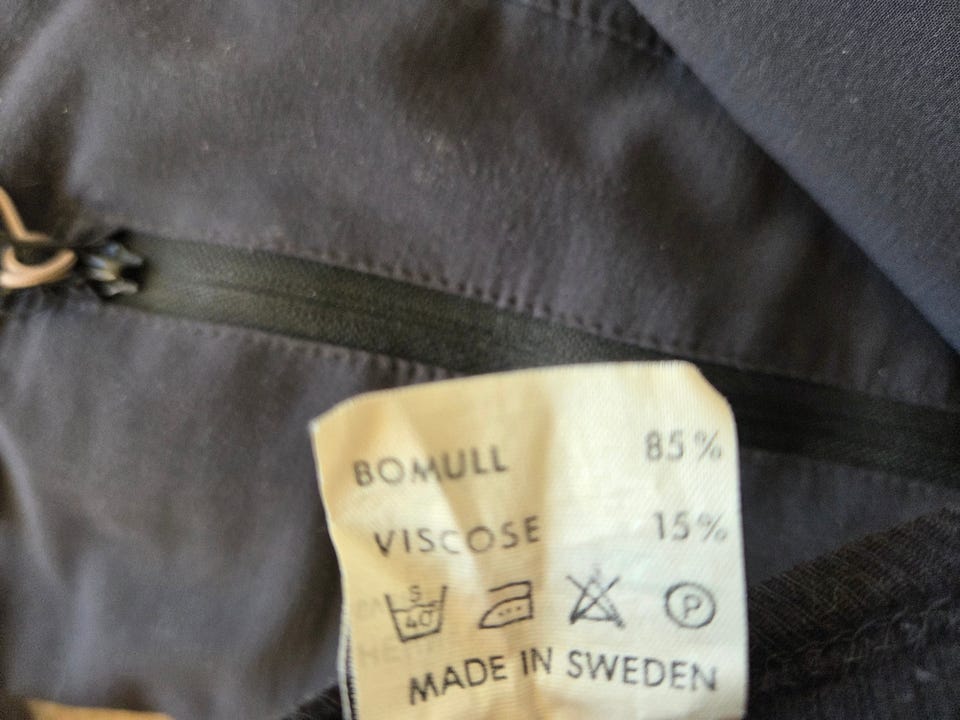 BOMULL 85%
VISCOSE 15%
S
40° P
MADE IN SWEDEN